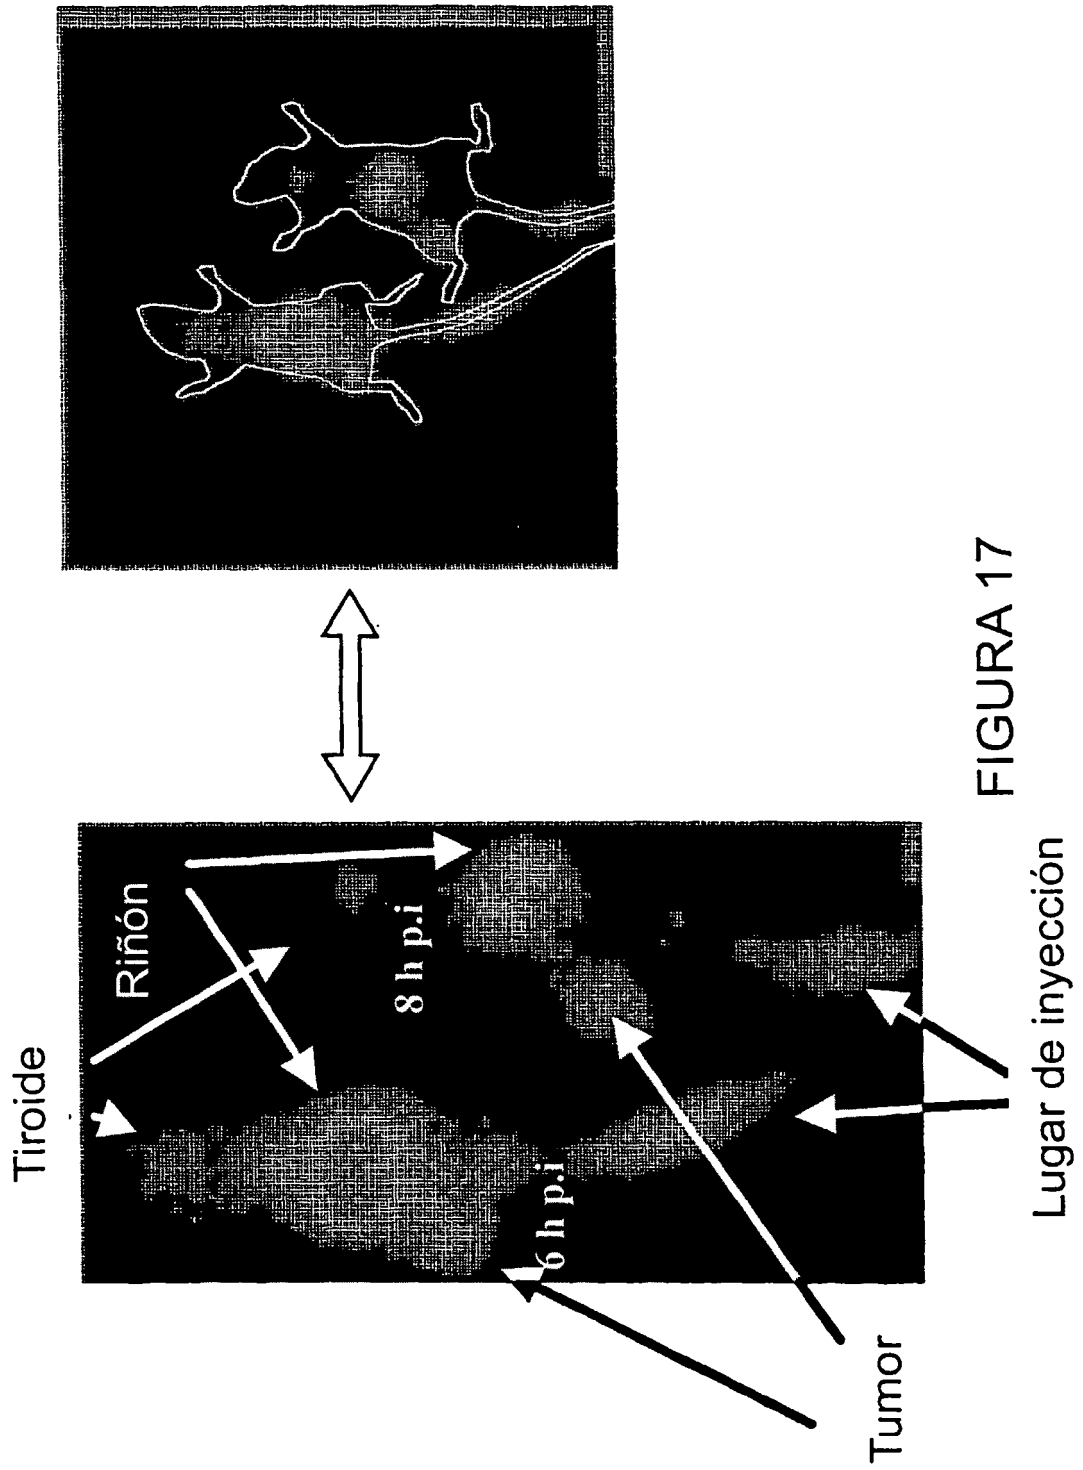 Tiroide
Riñón
8 h p.i
6 h p.i
Tumor
Lugar de inyección
FIGURA 17